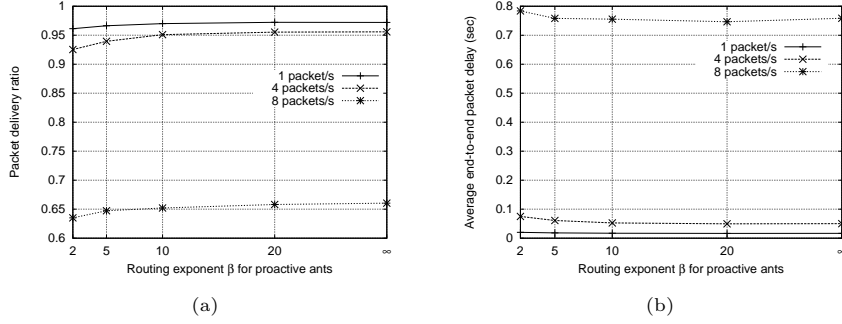 Packet delivery ratio
1
0.95
0.9
0.85
0.8
0.75
0.7
0.65
0.6
1 packet/s
4 packets/s
8 packets/s
2 5 10 20 ∞
Routing exponent β for proactive ants
(a)
Average end-to-end packet delay (sec)
0.8
0.7
0.6
0.5
0.4
0.3
0.2
0.1
0
1 packet/s
4 packets/s
8 packets/s
2 5 10 20 ∞
Routing exponent β for proactive ants
(b)